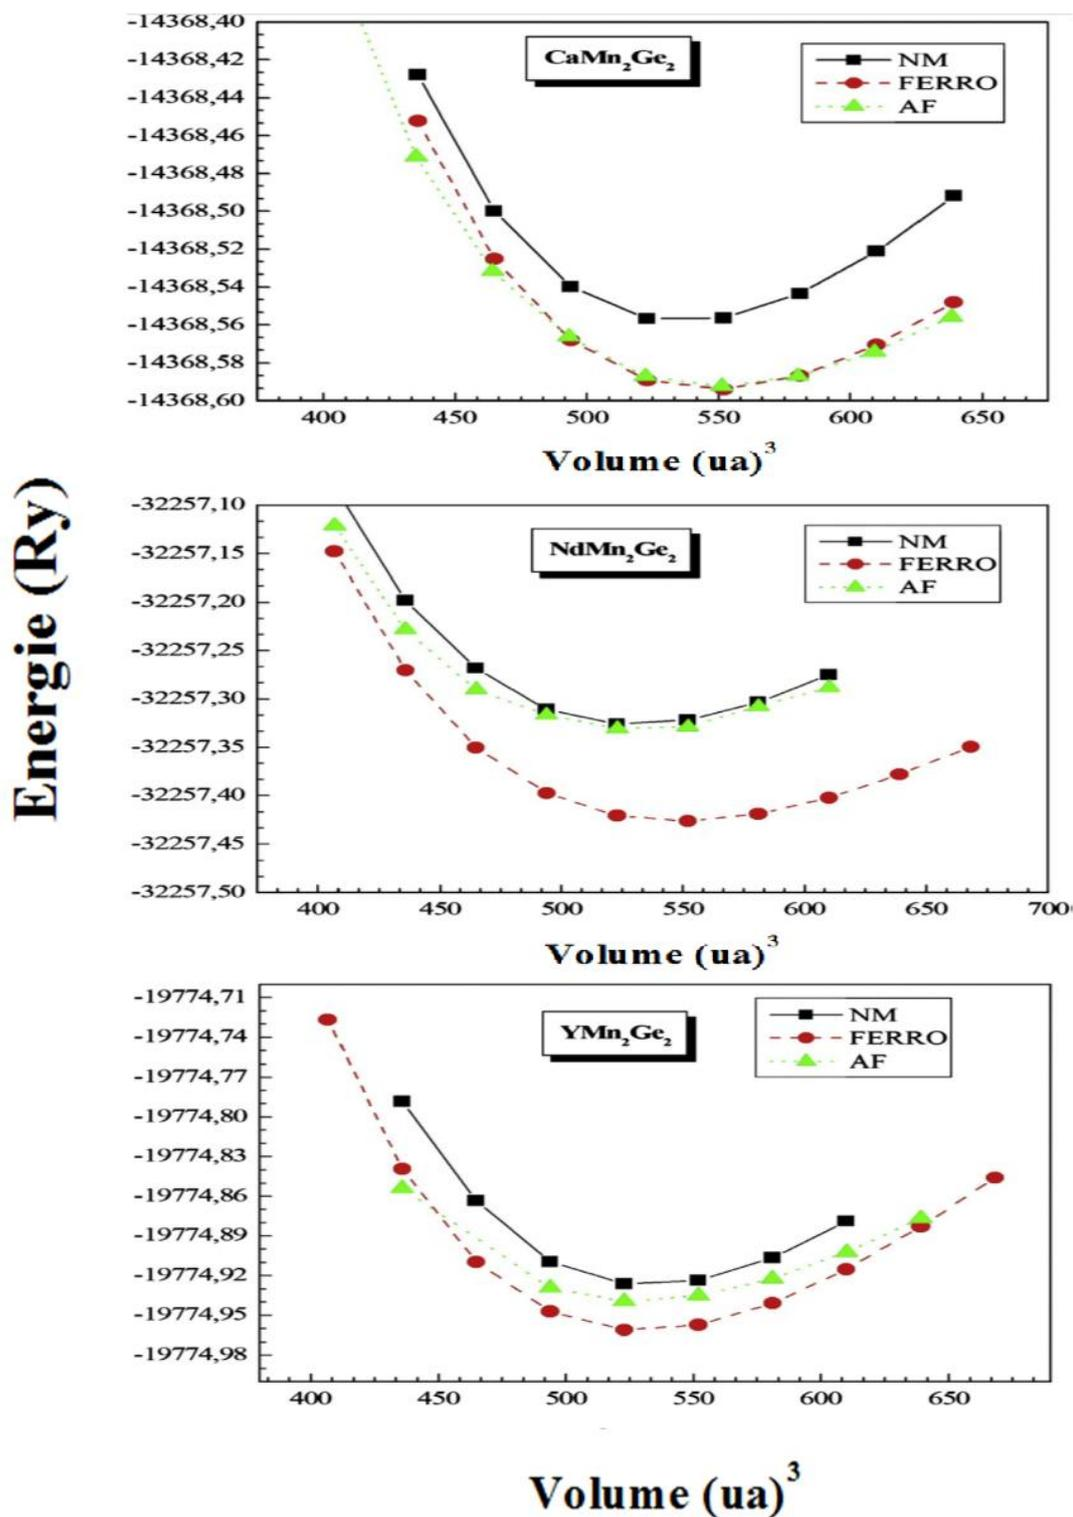 Energie (Ry)
-14368,40
-14368,42
-14368,44
-14368,46
-14368,48
-14368,50
-14368,52
-14368,54
-14368,56
-14368,58
-14368,60
CaMn₂Ge₂
NM
FERRO
AF
400 450 500 550 600 650
Volume (ua)³
-32257,10
-32257,15
-32257,20
-32257,25
-32257,30
-32257,35
-32257,40
-32257,45
-32257,50
NdMn₂Ge₂
NM
FERRO
AF
400 450 500 550 600 650 700
Volume (ua)³
-19774,71
-19774,74
-19774,77
-19774,80
-19774,83
-19774,86
-19774,89
-19774,92
-19774,95
-19774,98
YMn₂Ge₂
NM
FERRO
AF
400 450 500 550 600 650
Volume (ua)³